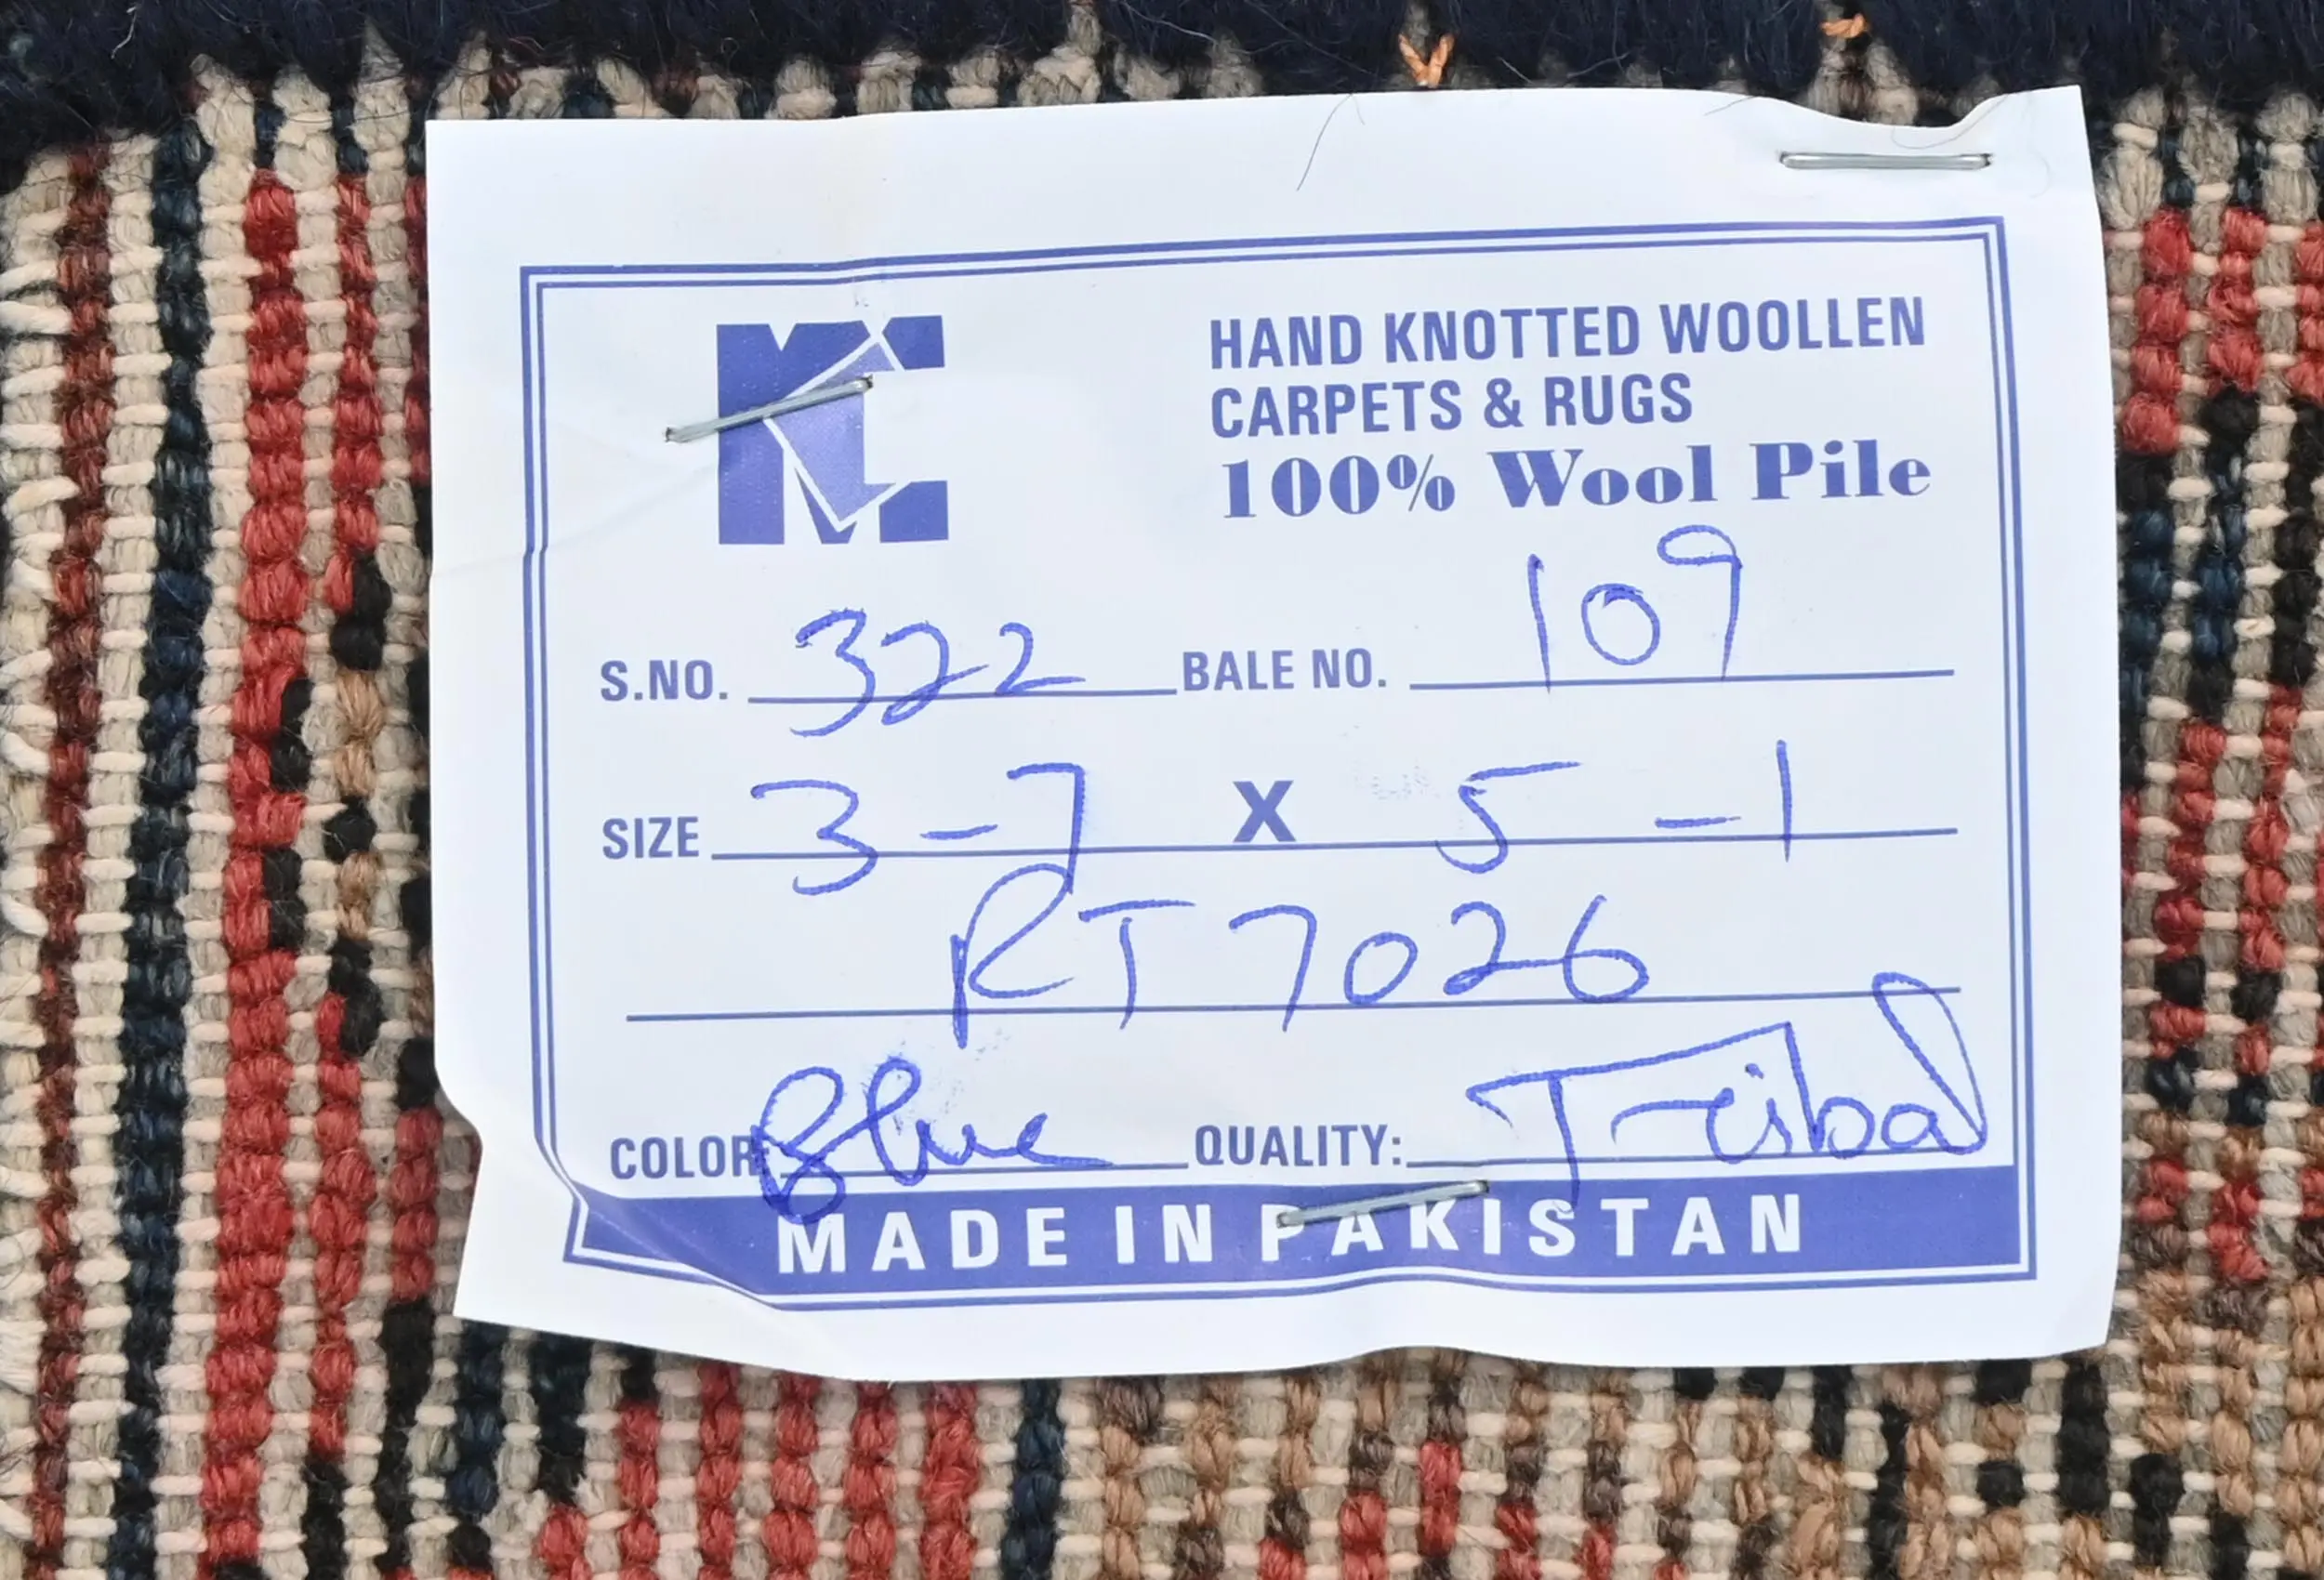 MC
HAND KNOTTED WOOLLEN
CARPETS & RUGS
100% Wool Pile
S.NO. 322 BALE NO. 109
SIZE 3-7 X 5-1
RT7026
COLOR: Blue QUALITY: Tribal
MADE IN PAKISTAN